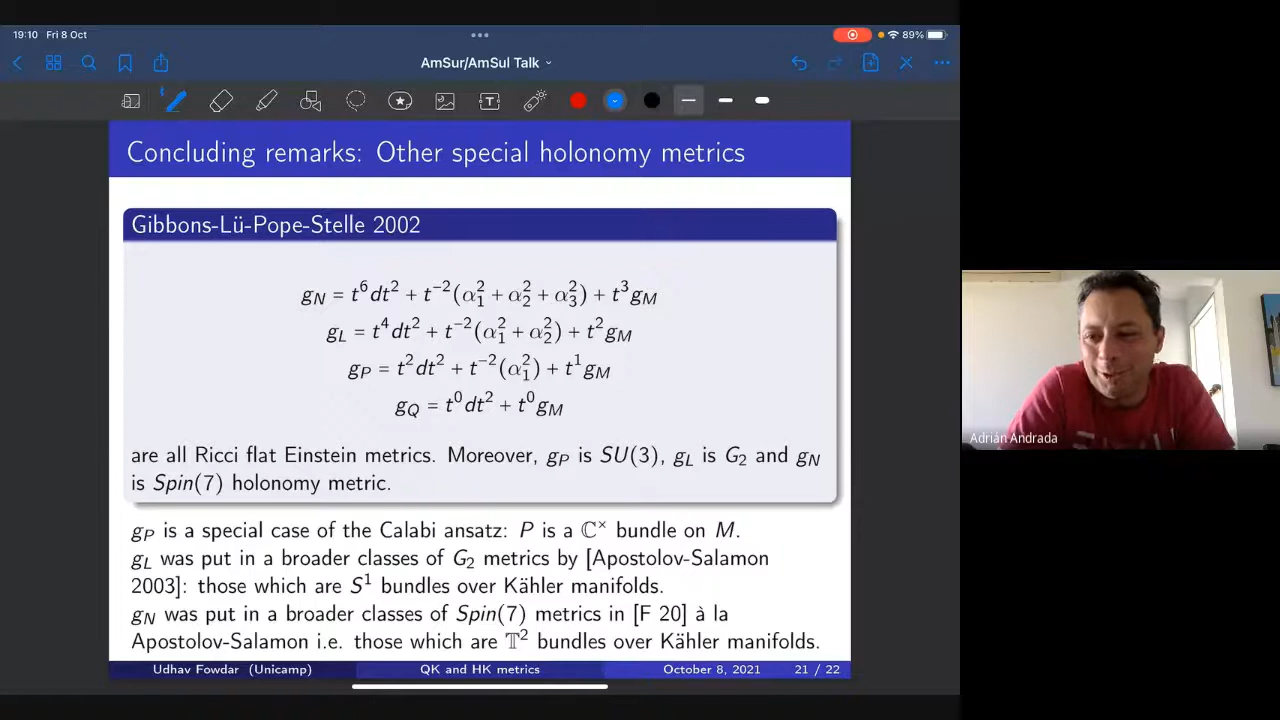 19:10 Fri 8 Oct
89%
AmSur/AmSul Talk
Concluding remarks: Other special holonomy metrics
Gibbons-Lü-Pope-Stelle 2002
g_N = t^6 dt^2 + t^{-2}(α_1^2 + α_2^2 + α_3^2) + t^3 g_M
g_L = t^4 dt^2 + t^{-2}(α_1^2 + α_2^2) + t^2 g_M
g_P = t^2 dt^2 + t^{-2}(α_1^2) + t^1 g_M
g_Q = t^0 dt^2 + t^0 g_M
are all Ricci flat Einstein metrics. Moreover, g_P is SU(3), g_L is G_2 and g_N
is Spin(7) holonomy metric.
g_P is a special case of the Calabi ansatz: P is a ℂ^× bundle on M.
g_L was put in a broader classes of G_2 metrics by [Apostolov-Salamon
2003]: those which are S^1 bundles over Kähler manifolds.
g_N was put in a broader classes of Spin(7) metrics in [F 20] à la
Apostolov-Salamon i.e. those which are 𝕋^2 bundles over Kähler manifolds.
Udhav Fowdar (Unicamp) QK and HK metrics October 8, 2021 21 / 22
Adrián Andrada